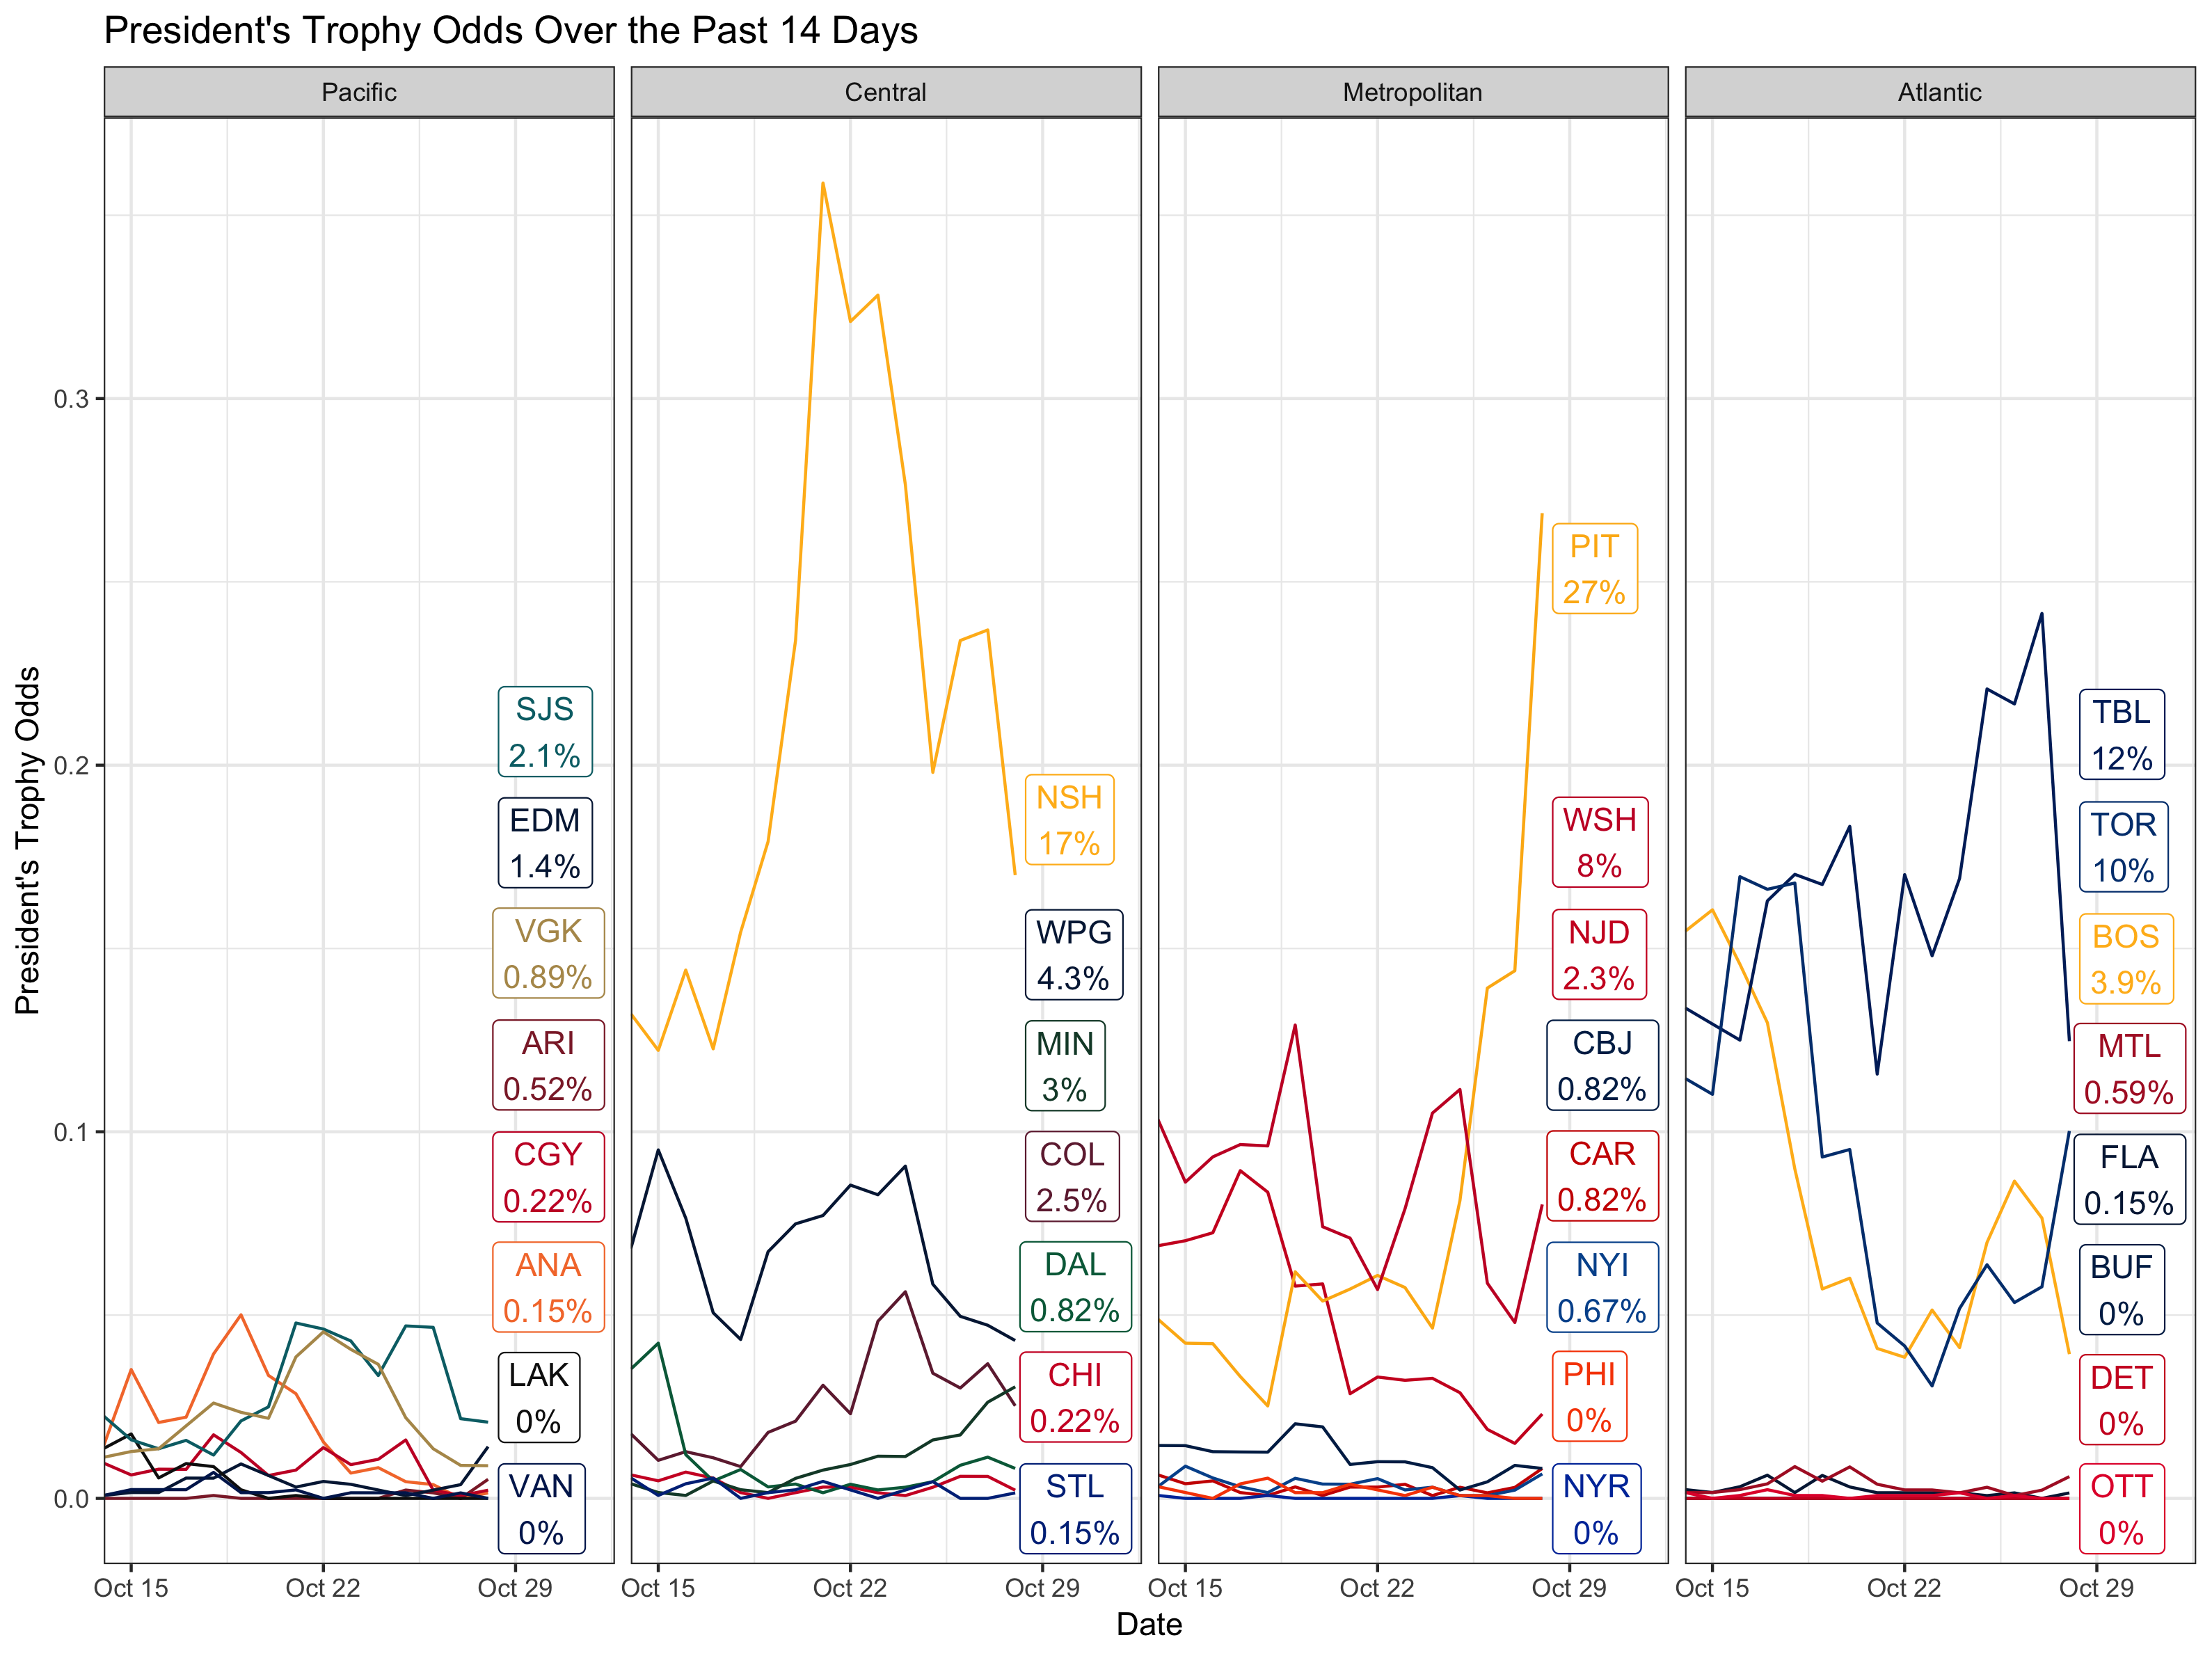 President's Trophy Odds Over the Past 14 Days
Pacific
Central
Metropolitan
Atlantic
President's Trophy Odds
0.3
0.2
0.1
0.0
SJS
2.1%
EDM
1.4%
VGK
0.89%
ARI
0.52%
CGY
0.22%
ANA
0.15%
LAK
0%
VAN
0%
NSH
17%
WPG
4.3%
MIN
3%
COL
2.5%
DAL
0.82%
CHI
0.22%
STL
0.15%
PIT
27%
WSH
8%
NJD
2.3%
CBJ
0.82%
CAR
0.82%
NYI
0.67%
PHI
0%
NYR
0%
TBL
12%
TOR
10%
BOS
3.9%
MTL
0.59%
FLA
0.15%
BUF
0%
DET
0%
OTT
0%
Oct 15
Oct 22
Oct 29
Oct 15
Oct 22
Oct 29
Oct 15
Oct 22
Oct 29
Oct 15
Oct 22
Oct 29
Date